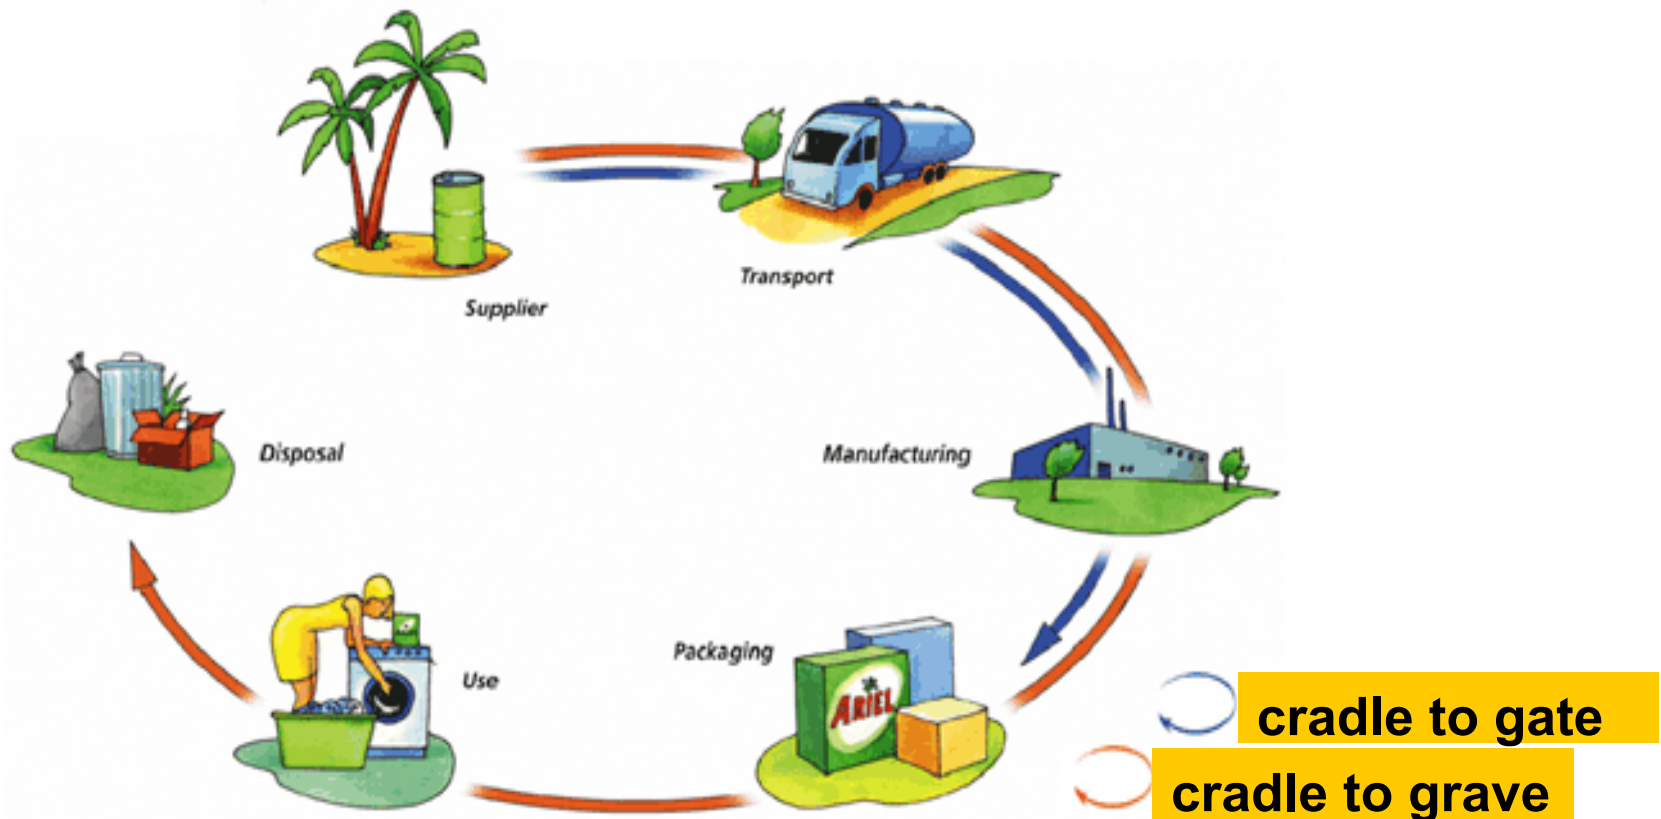 Supplier
Transport
Manufacturing
Packaging
ARIEL
Use
Disposal
cradle to gate
cradle to grave